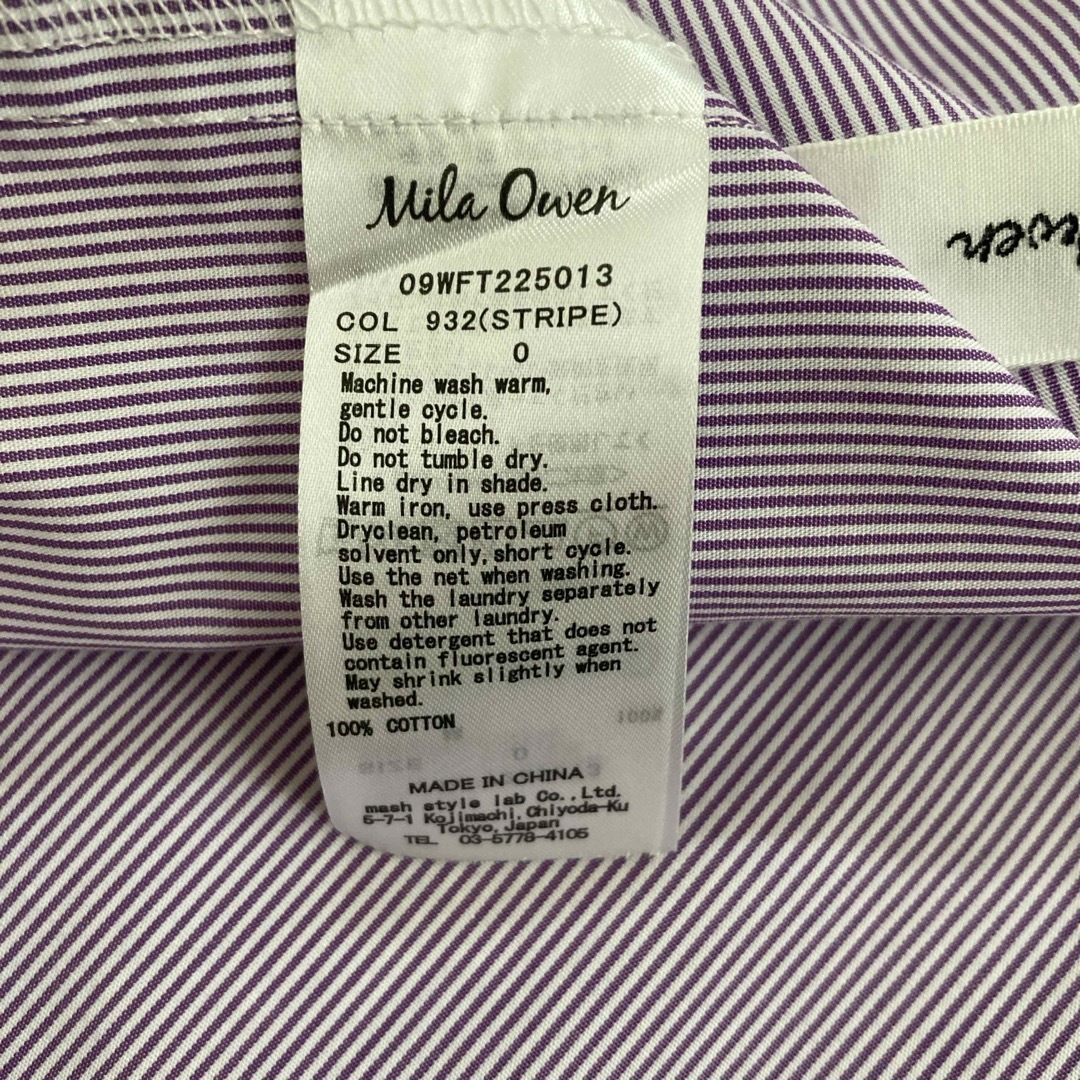 Mila Owen
09WFT225013
COL 932(STRIPE)
SIZE 0
Machine wash warm,
gentle cycle.
Do not bleach.
Do not tumble dry.
Line dry in shade.
Warm iron, use press cloth.
Dryclean, petroleum
solvent only,short cycle.
Use the net when washing.
Wash the laundry separately
from other laundry.
Use detergent that does not
contain fluorescent agent.
May shrink slightly when
washed.
100% COTTON
MADE IN CHINA
mash style lab Co.,Ltd.
5-7-1 Kojimachi,Chiyoda-Ku
Tokyo,Japan
TEL 03-5778-4105